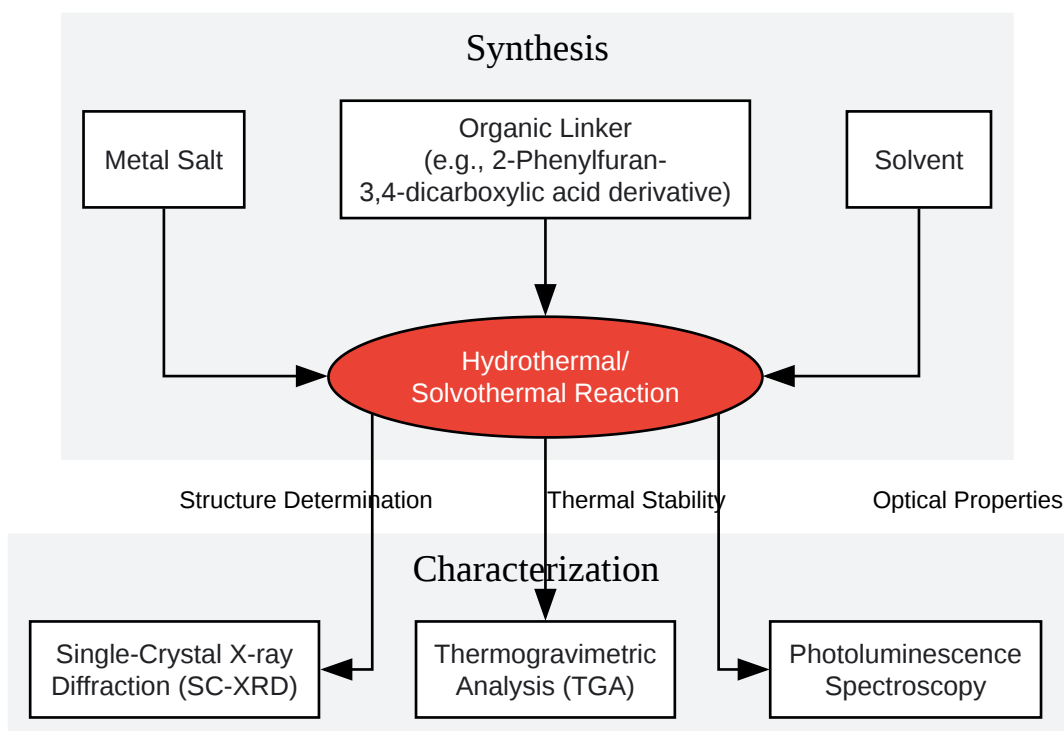 Synthesis
Metal Salt
Organic Linker
(e.g., 2-Phenylfuran-
3,4-dicarboxylic acid derivative)
Solvent
Hydrothermal/
Solvothermal Reaction
Structure Determination
Thermal Stability
Optical Properties
Characterization
Single-Crystal X-ray
Diffraction (SC-XRD)
Thermogravimetric
Analysis (TGA)
Photoluminescence
Spectroscopy